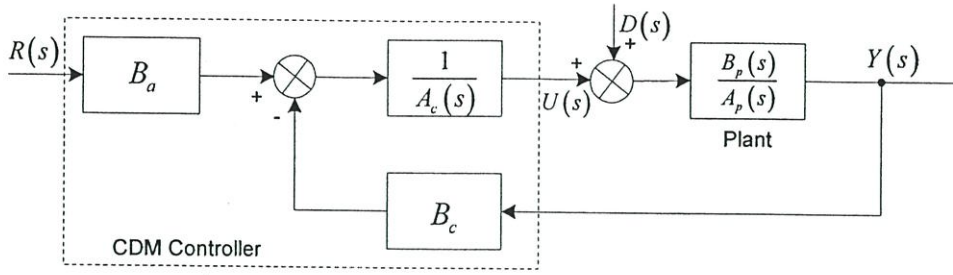 R(s)
B_a
+
-
1
A_c(s)
U(s)
+
D(s)
+
B_p(s)
A_p(s)
Plant
Y(s)
B_c
CDM Controller